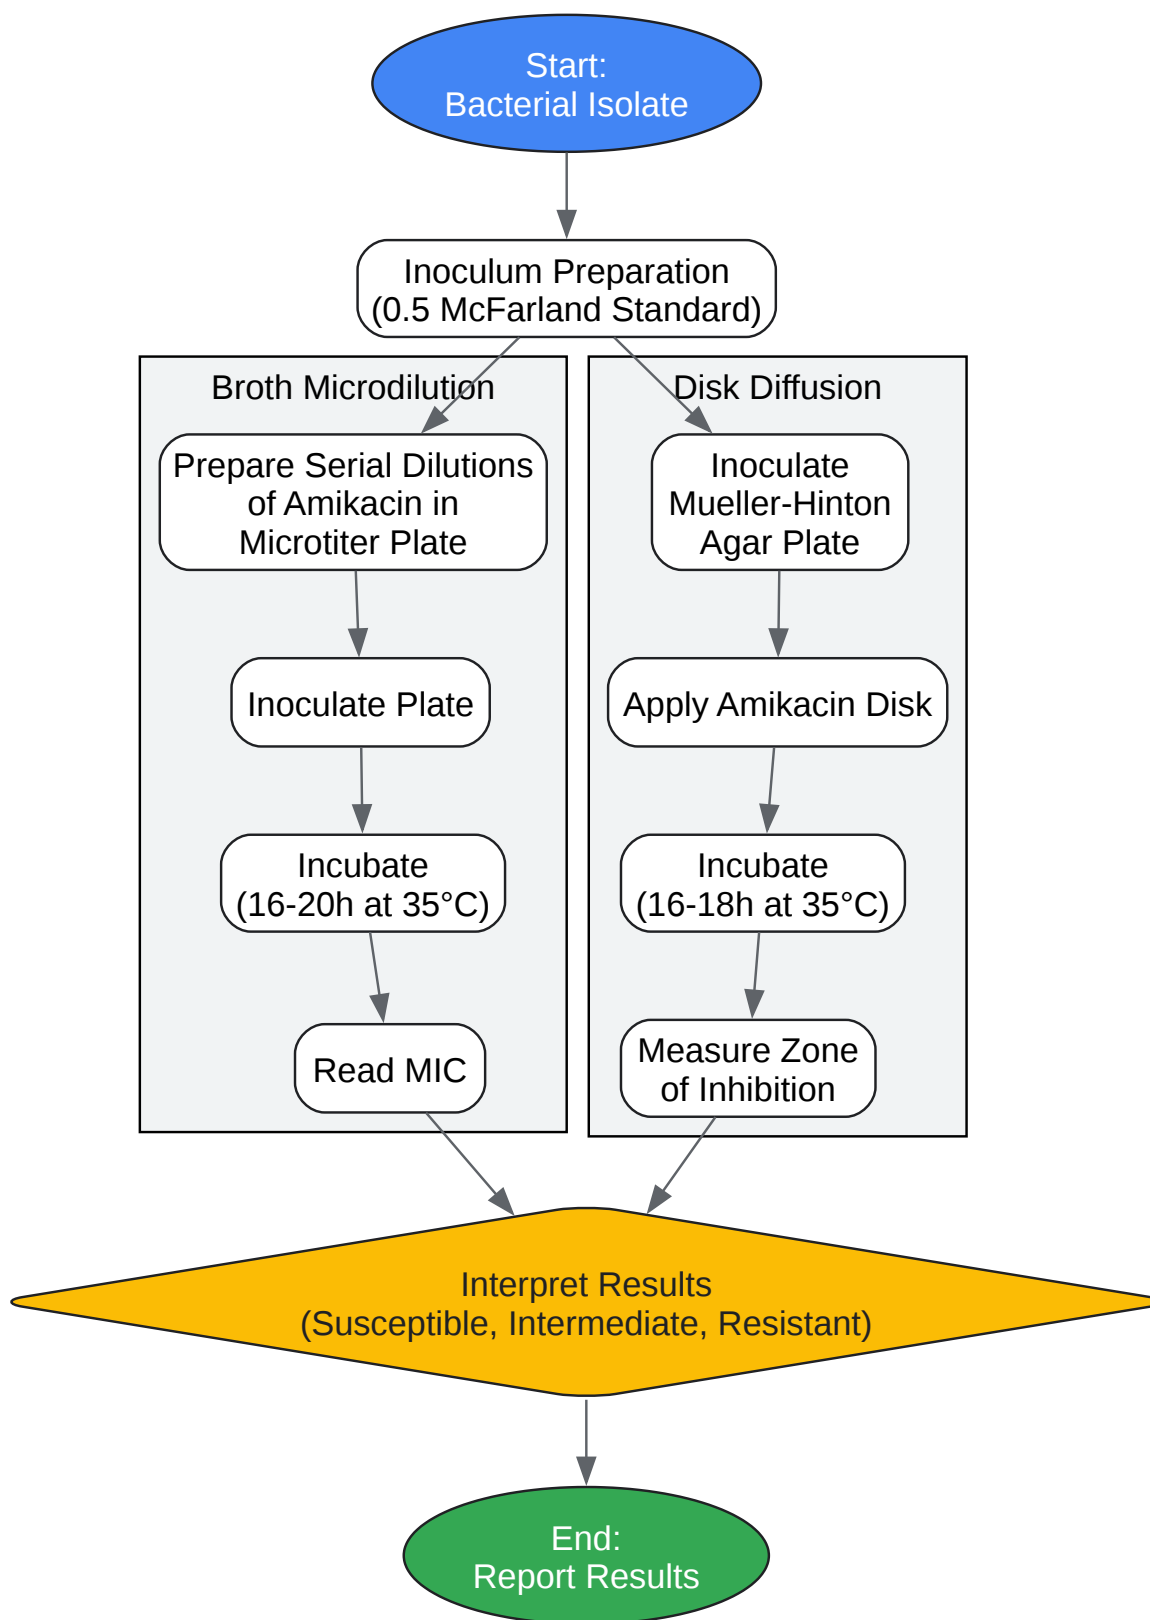 Start:
Bacterial Isolate
Inoculum Preparation
(0.5 McFarland Standard)
Broth Microdilution
Prepare Serial Dilutions
of Amikacin in
Microtiter Plate
Inoculate Plate
Incubate
(16-20h at 35°C)
Read MIC
Disk Diffusion
Inoculate
Mueller-Hinton
Agar Plate
Apply Amikacin Disk
Incubate
(16-18h at 35°C)
Measure Zone
of Inhibition
Interpret Results
(Susceptible, Intermediate, Resistant)
End:
Report Results